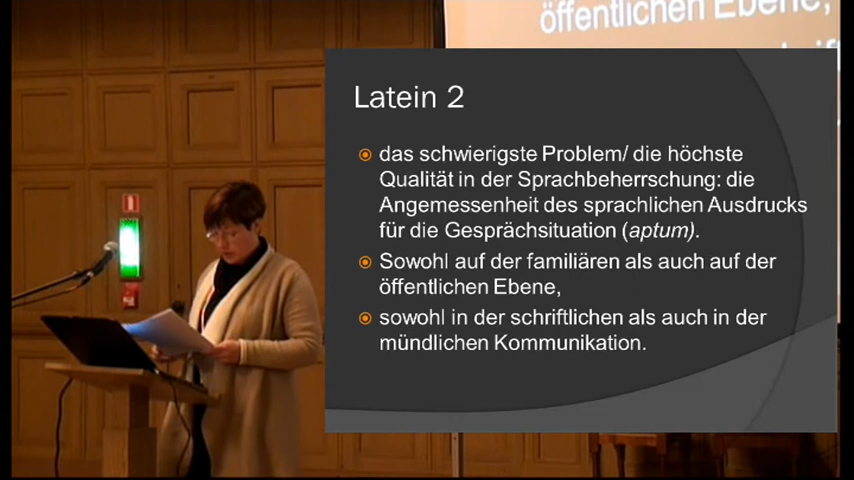 öffentlichen Ebene,
Latein 2
das schwierigste Problem/ die höchste
Qualität in der Sprachbeherrschung: die
Angemessenheit des sprachlichen Ausdrucks
für die Gesprächsituation (aptum).
Sowohl auf der familiären als auch auf der
öffentlichen Ebene,
sowohl in der schriftlichen als auch in der
mündlichen Kommunikation.